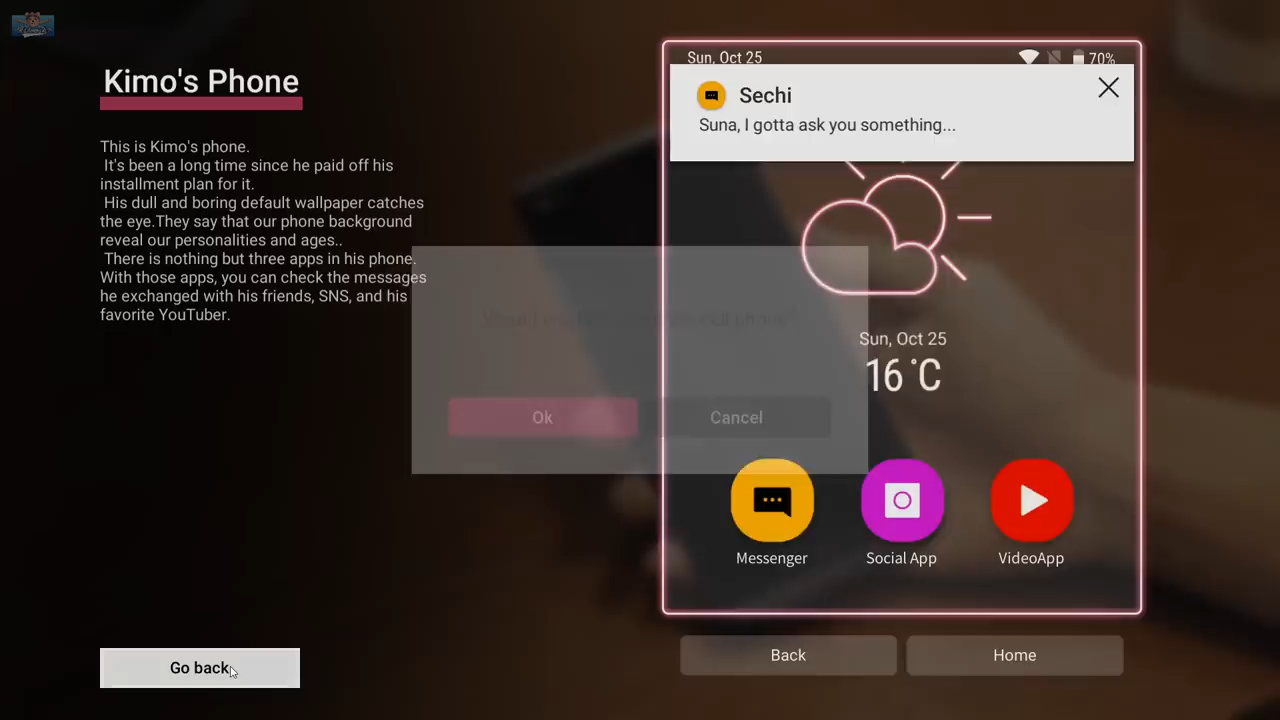 Kimo's Phone
This is Kimo's phone.
It's been a long time since he paid off his
installment plan for it.
His dull and boring default wallpaper catches
the eye.They say that our phone background
reveal our personalities and ages..
There is nothing but three apps in his phone.
With those apps, you can check the messages
he exchanged with his friends, SNS, and his
favorite YouTuber.
Go back
Sun, Oct 25
70%
Sechi
Suna, I gotta ask you something...
Sun, Oct 25
16 °C
Ok
Cancel
Messenger
Social App
VideoApp
Back
Home